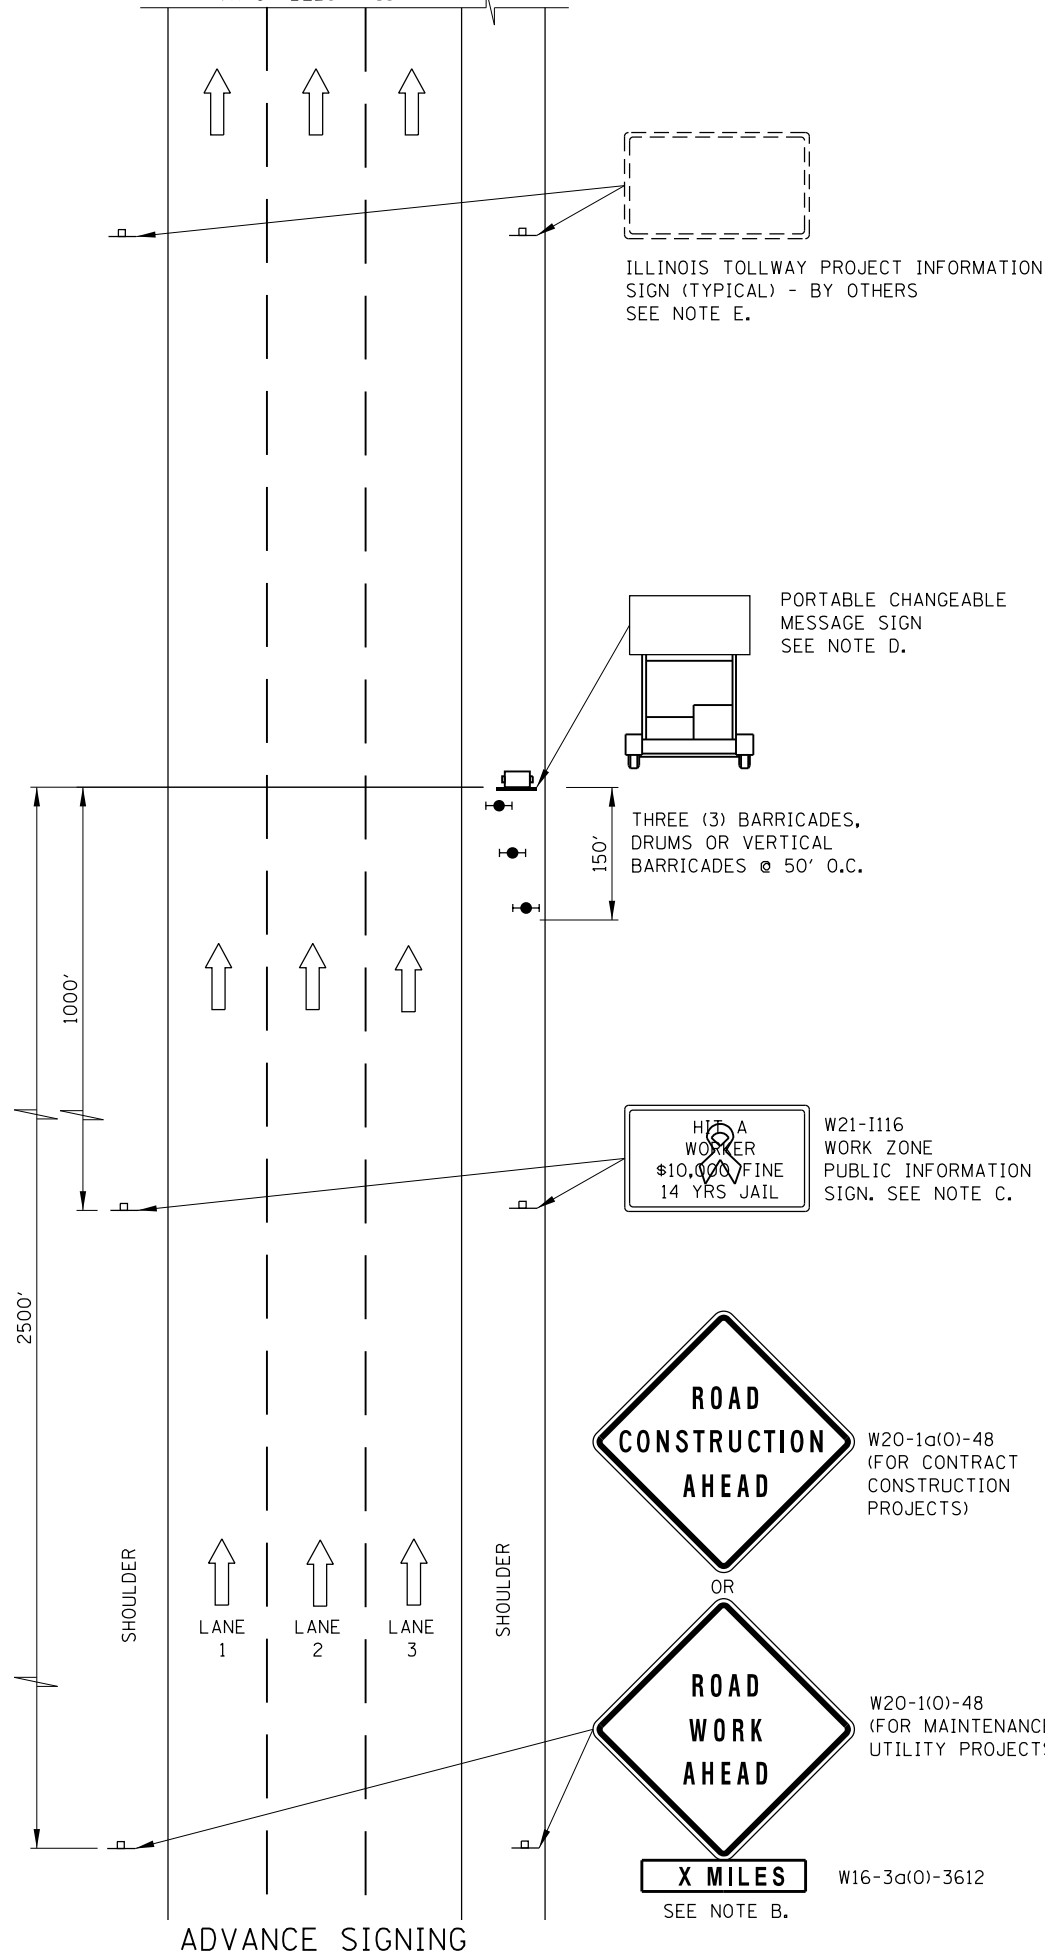 ILLINOIS TOLLWAY PROJECT INFORMATION
SIGN (TYPICAL) - BY OTHERS
SEE NOTE E.
PORTABLE CHANGEABLE
MESSAGE SIGN
SEE NOTE D.
THREE (3) BARRICADES,
DRUMS OR VERTICAL
BARRICADES @ 50' O.C.
150'
1000'
2500'
HIT A
WORKER
$10,000 FINE
14 YRS JAIL
W21-I116
WORK ZONE
PUBLIC INFORMATION
SIGN. SEE NOTE C.
ROAD
CONSTRUCTION
AHEAD
W20-1a(O)-48
(FOR CONTRACT
CONSTRUCTION
PROJECTS)
OR
SHOULDER
LANE
1
LANE
2
LANE
3
SHOULDER
ROAD
WORK
AHEAD
W20-1(O)-48
(FOR MAINTENANCE
UTILITY PROJECTS
X MILES
W16-3a(O)-3612
SEE NOTE B.
ADVANCE SIGNING